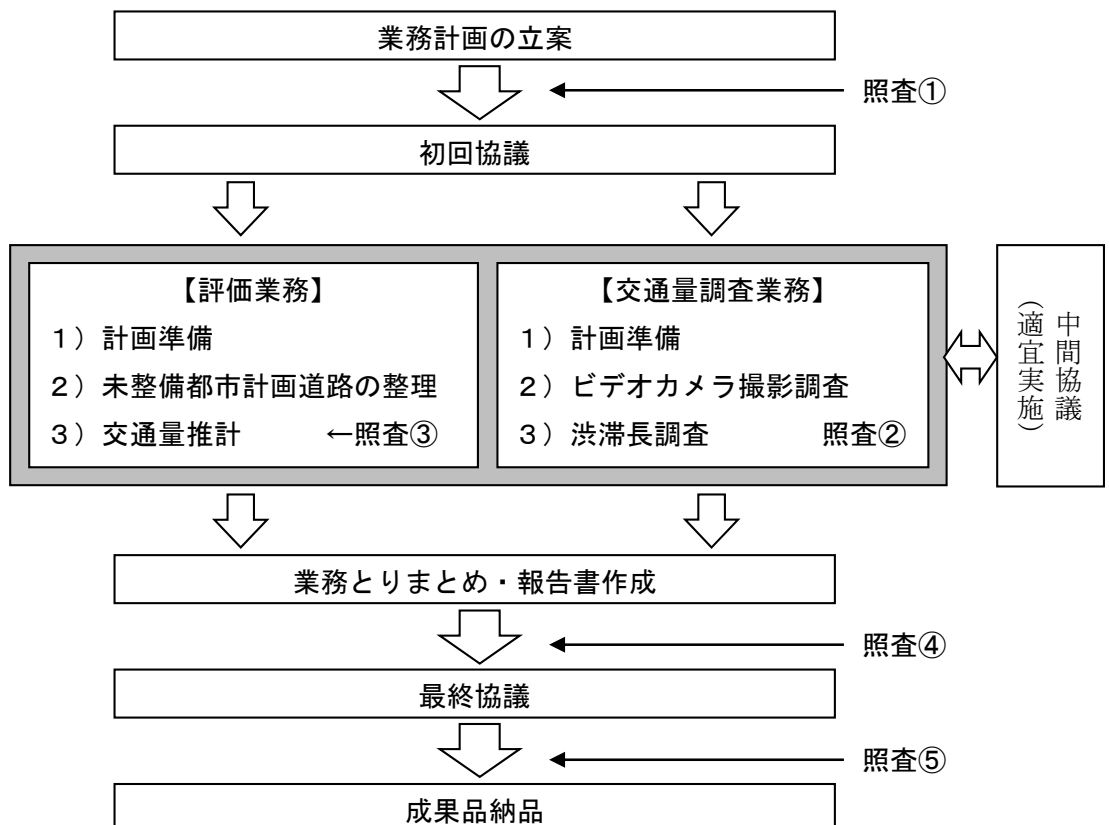 業務計画の立案
照査①
初回協議
【評価業務】
1）計画準備
2）未整備都市計画道路の整理
3）交通量推計　←照査③
【交通量調査業務】
1）計画準備
2）ビデオカメラ撮影調査
3）渋滞長調査　照査②
中間協議
（適宜実施）
業務とりまとめ・報告書作成
照査④
最終協議
照査⑤
成果品納品